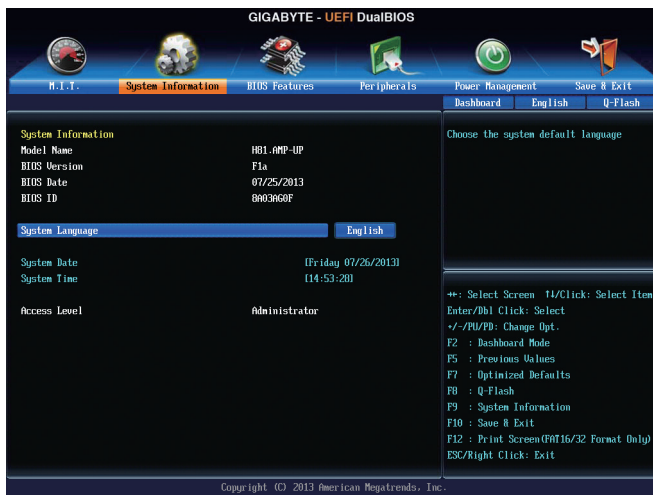 GIGABYTE - UEFI DualBIOS
M.I.T.
System Information
BIOS Features
Peripherals
Power Management
Save & Exit
Dashboard
English
Q-Flash
System Information
Model Name H81.AMP-UP
BIOS Version F1a
BIOS Date 07/25/2013
BIOS ID 8A03AG0F
System Language English
System Date [Friday 07/26/2013]
System Time [14:53:28]
Access Level Administrator
Choose the system default language
→←: Select Screen ↑↓/Click: Select Item
Enter/Dbl Click: Select
+/-/PU/PD: Change Opt.
F2 : Dashboard Mode
F5 : Previous Values
F7 : Optimized Defaults
F8 : Q-Flash
F9 : System Information
F10 : Save & Exit
F12 : Print Screen(FAT16/32 Format Only)
ESC/Right Click: Exit
Copyright (C) 2013 American Megatrends, Inc.